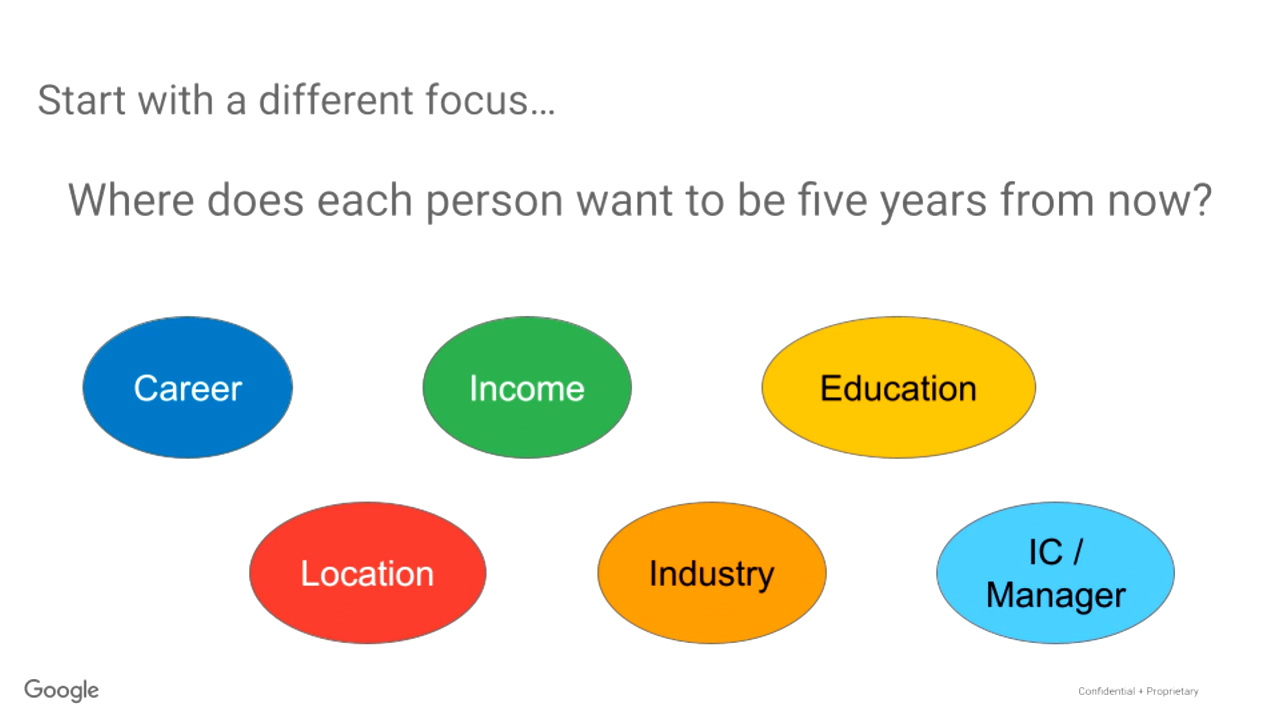 Start with a different focus...
Where does each person want to be five years from now?
Career
Income
Education
Location
Industry
IC /
Manager
Google
Confidential + Proprietary